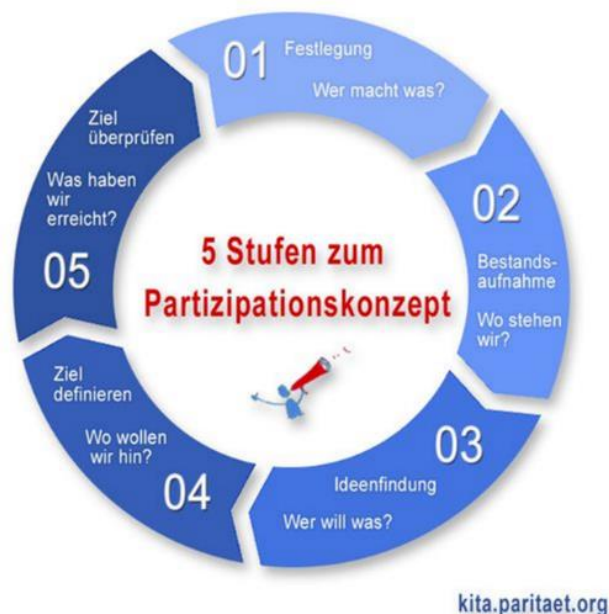 5 Stufen zum
Partizipationskonzept
01
Festlegung
Wer macht was?
02
Bestands-
aufnahme
Wo stehen
wir?
03
Ideenfindung
Wer will was?
04
Ziel
definieren
Wo wollen
wir hin?
05
Ziel
überprüfen
Was haben
wir
erreicht?
kita.paritaet.org